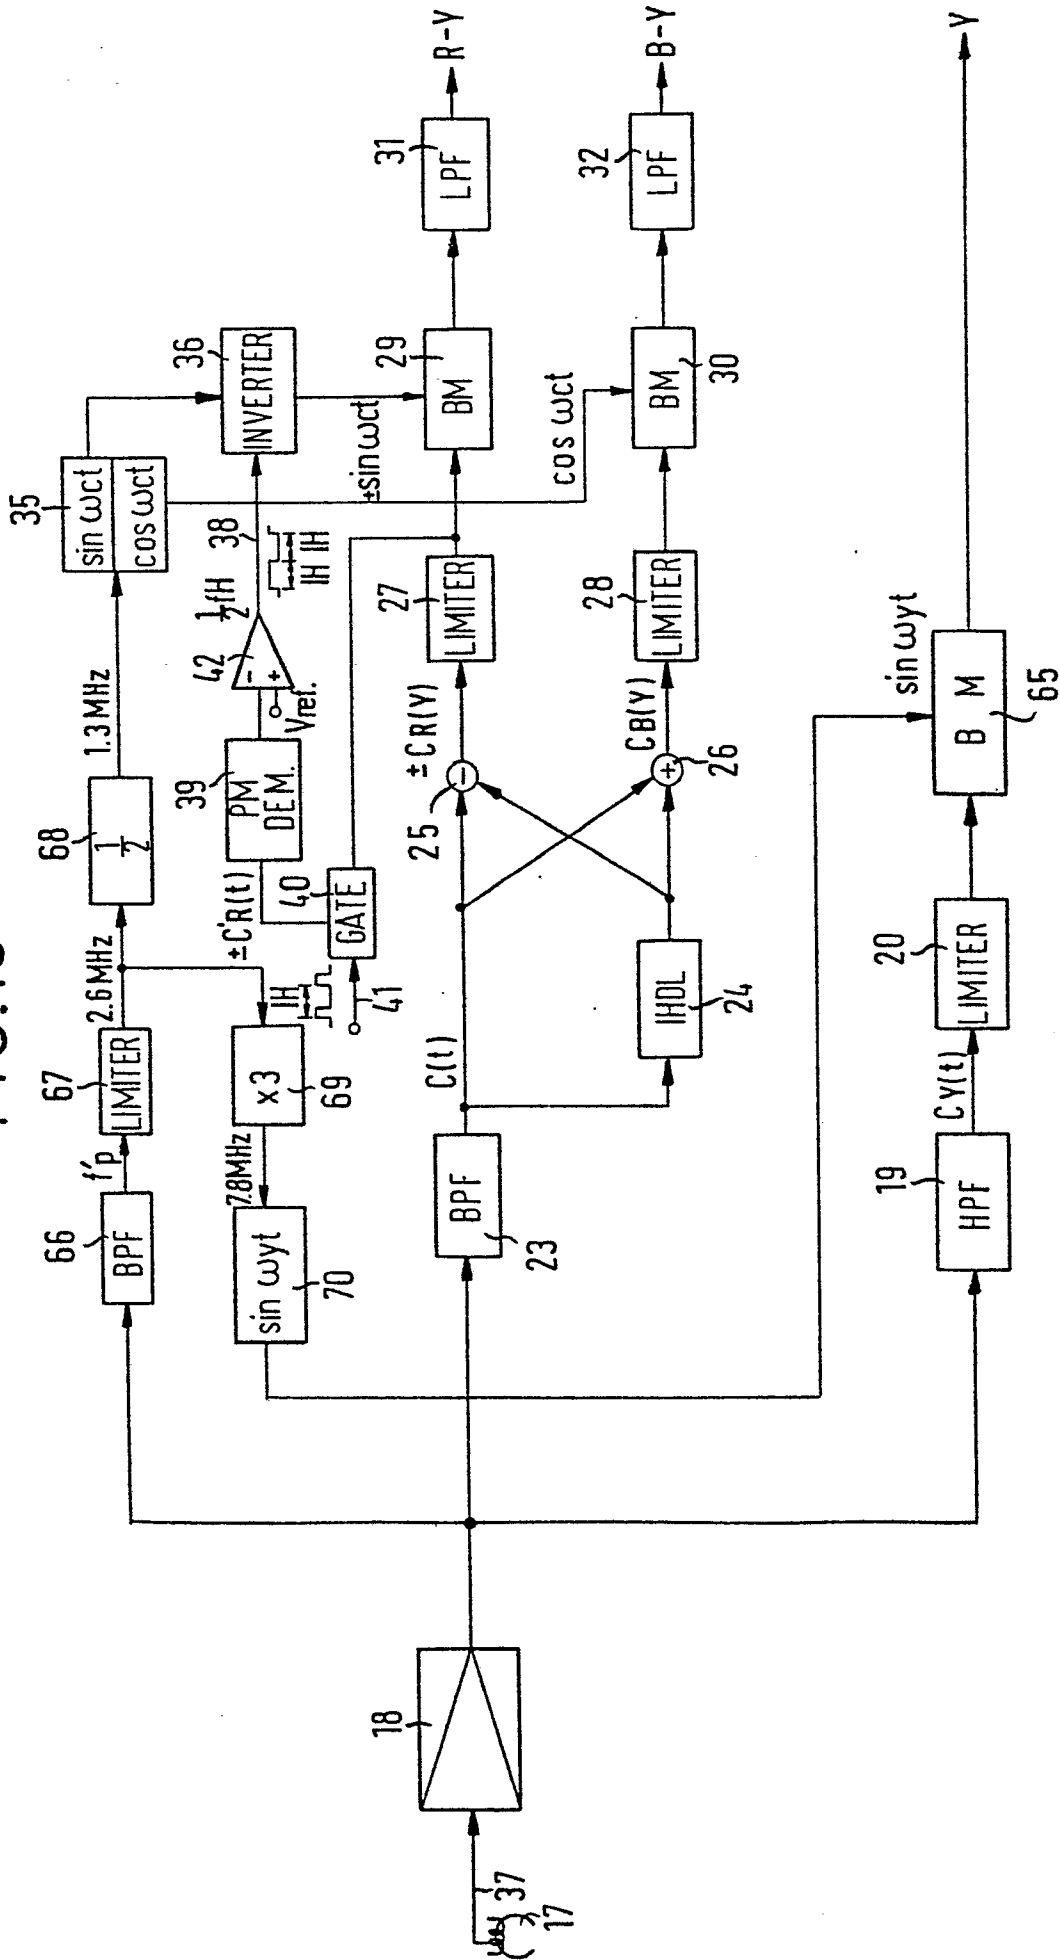 66
BPF
f'p
67
LIMITER
2.6MHz
68
1/2
1.3MHz
35
sin ωct
cos ωct
sin ωyt
70
7.8MHz
x3
69
±C'R(t)
39
PM
DEM.
42
-
+
Vref.
1/2 fH
38
36
INVERTER
1H
41
40
GATE
1H 1H
±sin ωct
17
37
18
BPF
23
C(t)
25
-
±CR(Y)
27
LIMITER
29
BM
31
LPF
R-Y
1HDL
24
+
26
CB(Y)
28
LIMITER
cos ωct
BM
30
32
LPF
B-Y
19
HPF
CY(t)
20
LIMITER
sin ωyt
B M
65
Y